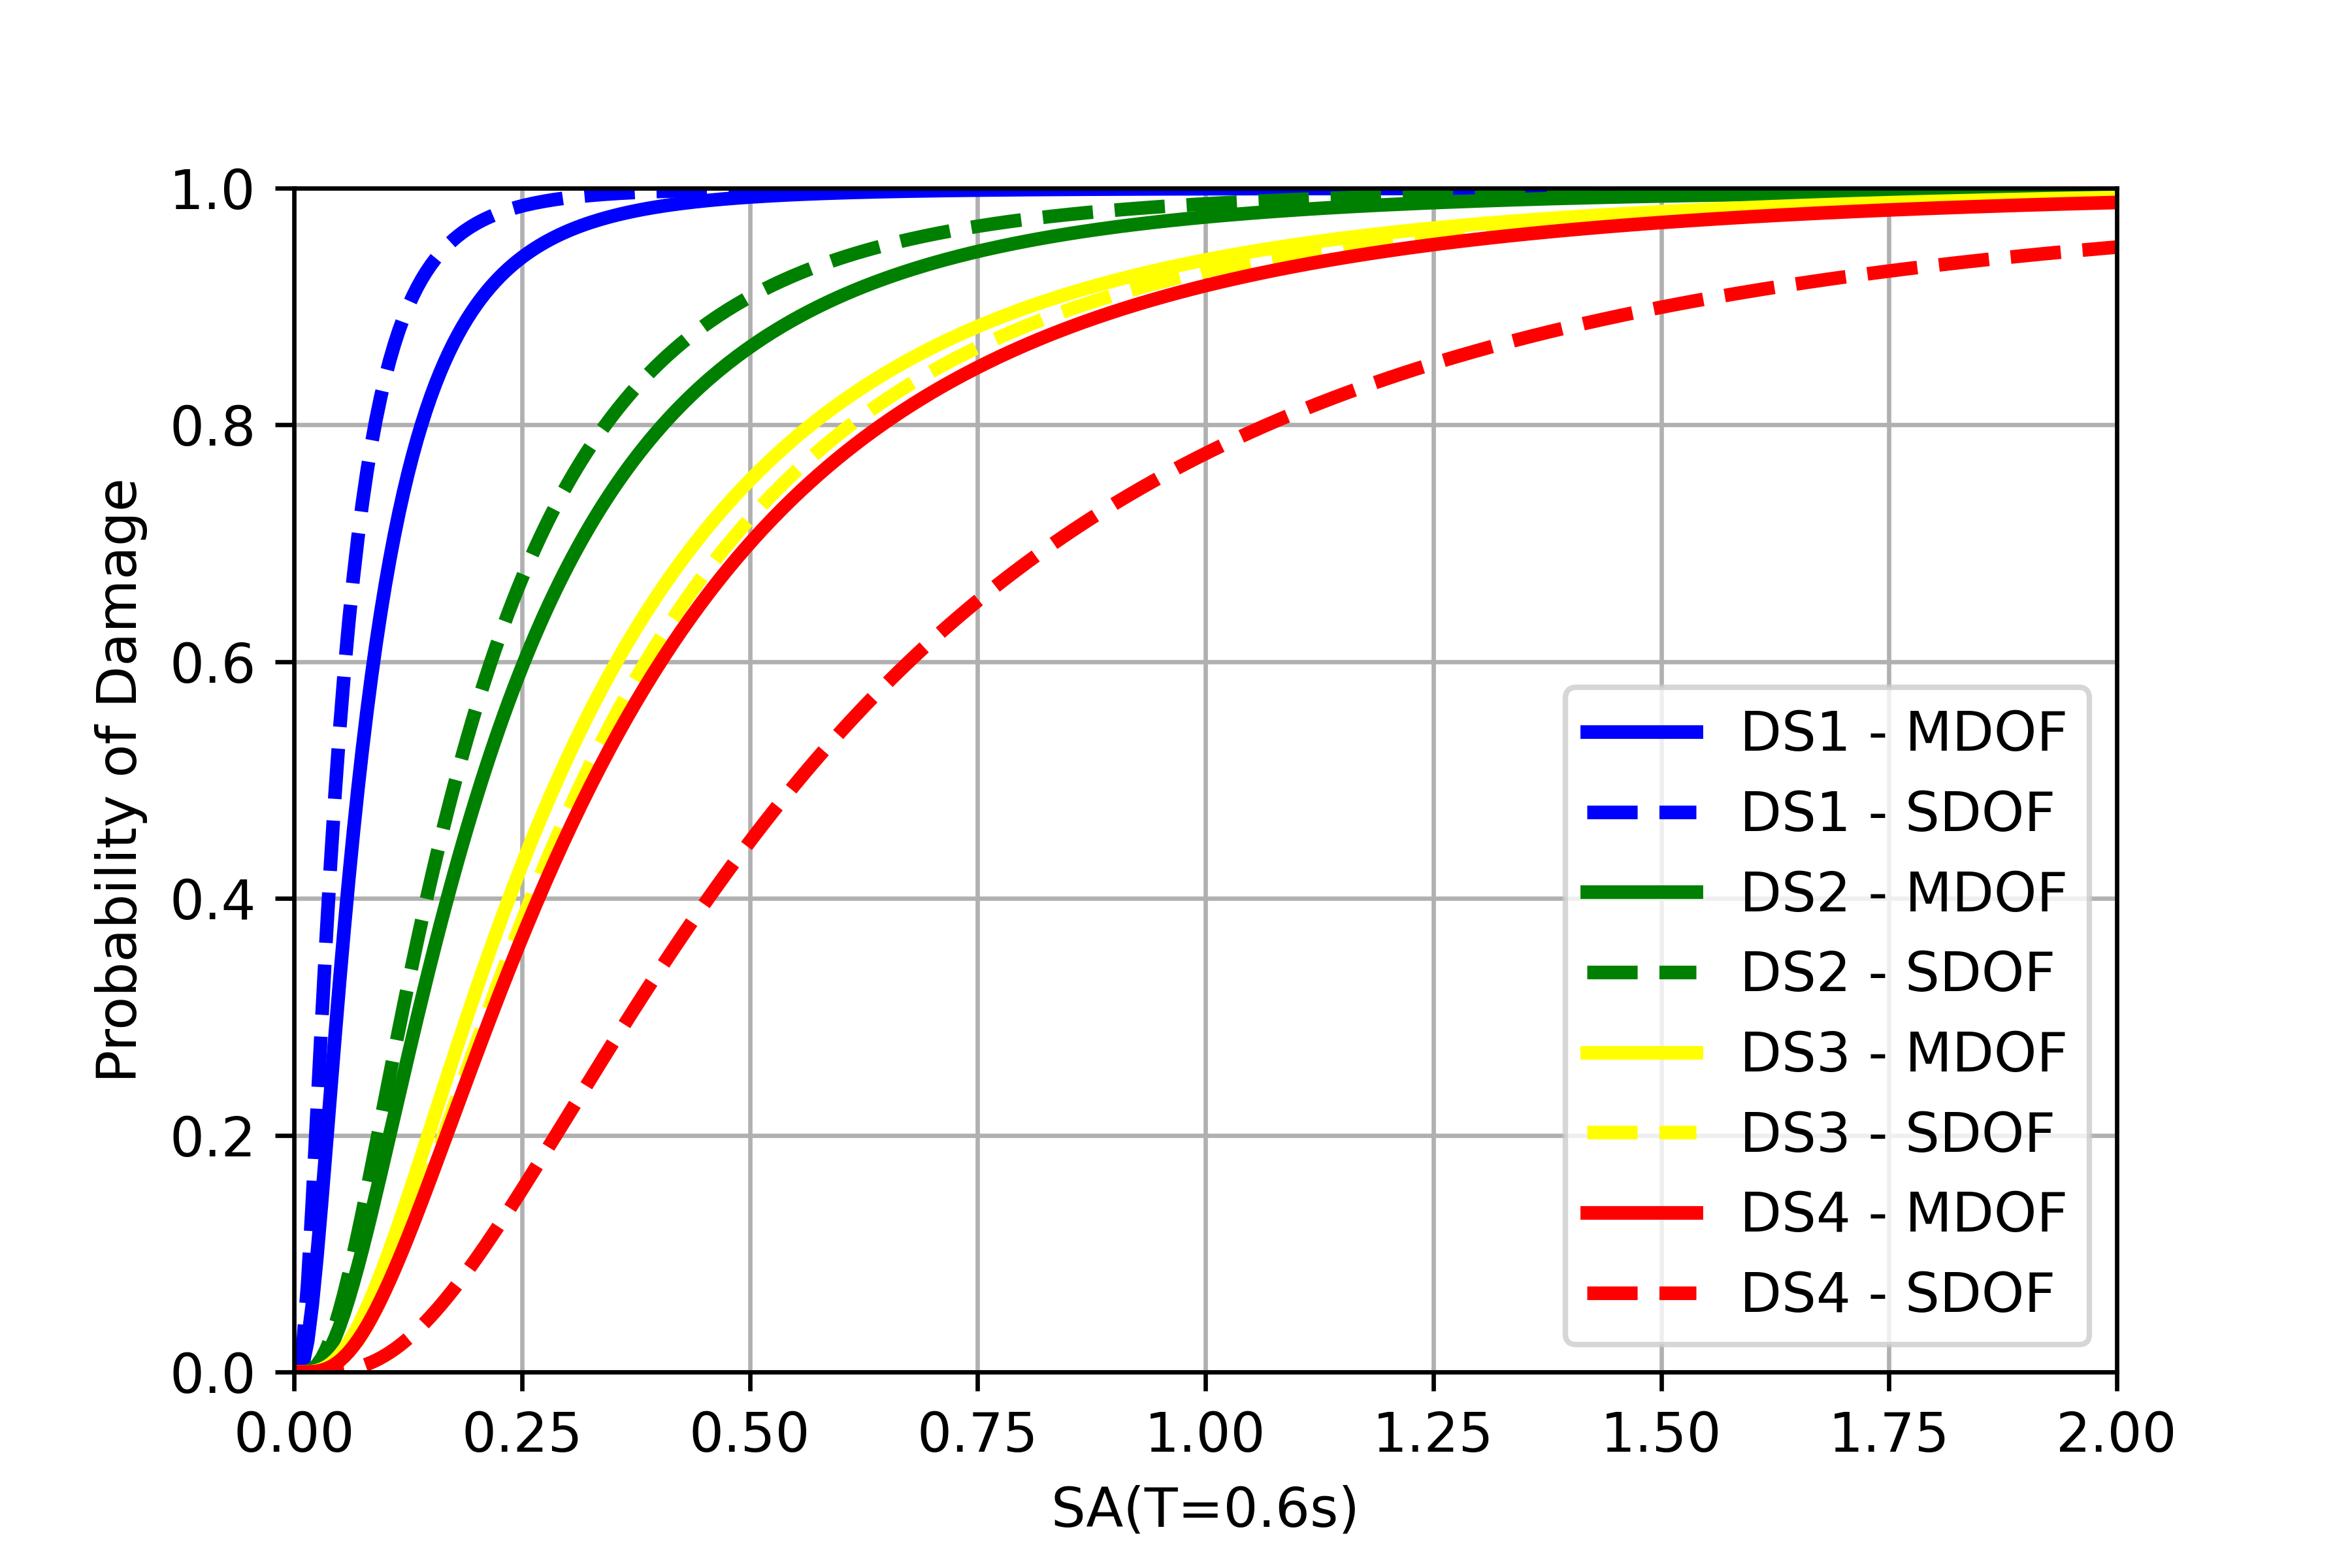 1.0
0.8
0.6
0.4
0.2
0.0
Probability of Damage
0.00 0.25 0.50 0.75 1.00 1.25 1.50 1.75 2.00
SA(T=0.6s)
DS1 - MDOF
DS1 - SDOF
DS2 - MDOF
DS2 - SDOF
DS3 - MDOF
DS3 - SDOF
DS4 - MDOF
DS4 - SDOF